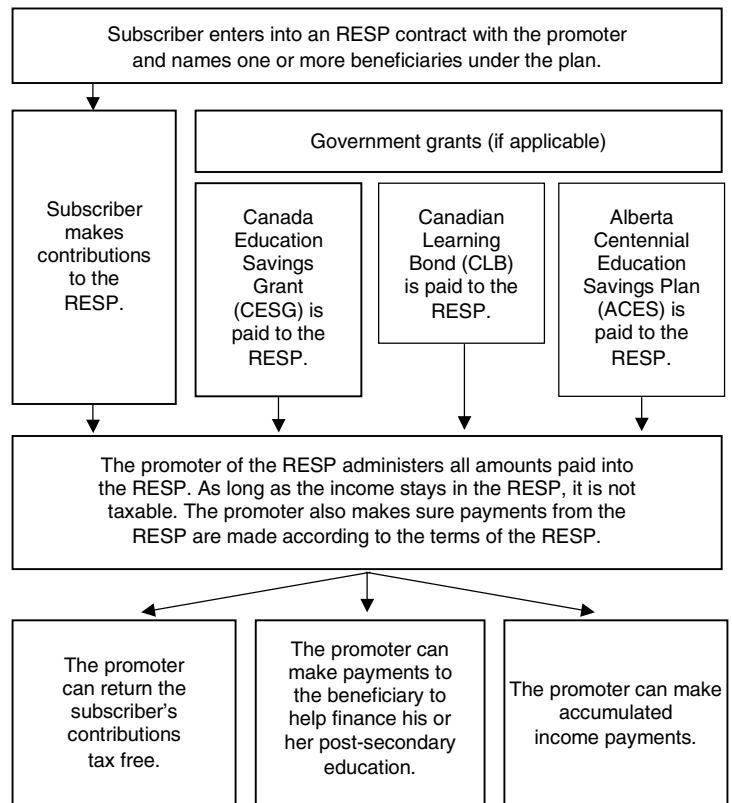 Subscriber enters into an RESP contract with the promoter
and names one or more beneficiaries under the plan.
Subscriber
makes
contributions
to the
RESP.
Government grants (if applicable)
Canada
Education
Savings
Grant
(CESG) is
paid to the
RESP.
Canadian
Learning
Bond (CLB)
is paid to the
RESP.
Alberta
Centennial
Education
Savings Plan
(ACES) is
paid to the
RESP.
The promoter of the RESP administers all amounts paid into
the RESP. As long as the income stays in the RESP, it is not
taxable. The promoter also makes sure payments from the
RESP are made according to the terms of the RESP.
The promoter
can return the
subscriber's
contributions
tax free.
The promoter can
make payments to
the beneficiary to
help finance his or
her post-secondary
education.
The promoter can make
accumulated
income payments.